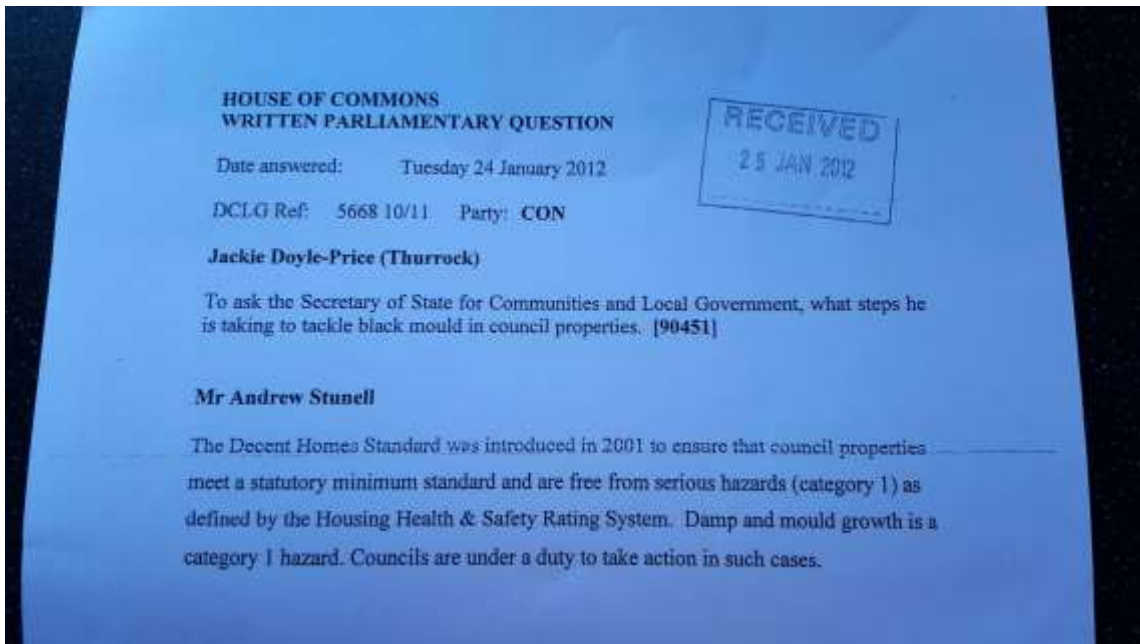 HOUSE OF COMMONS
WRITTEN PARLIAMENTARY QUESTION
RECEIVED
25 JAN 2012
Date answered: Tuesday 24 January 2012
DCLG Ref: 5668 10/11 Party: CON
Jackie Doyle-Price (Thurrock)
To ask the Secretary of State for Communities and Local Government, what steps he
is taking to tackle black mould in council properties. [90451]
Mr Andrew Stunell
The Decent Homes Standard was introduced in 2001 to ensure that council properties
meet a statutory minimum standard and are free from serious hazards (category 1) as
defined by the Housing Health & Safety Rating System. Damp and mould growth is a
category 1 hazard. Councils are under a duty to take action in such cases.